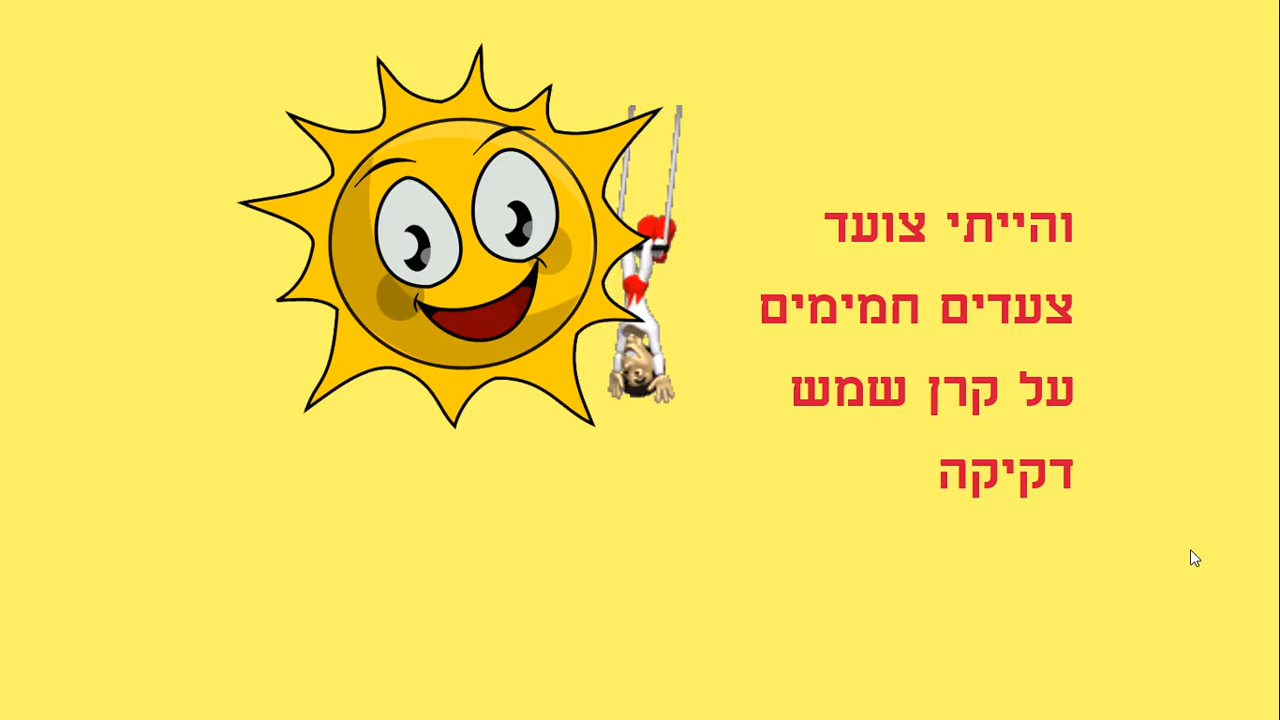 והייתי צועד
צעדים חמימים
על קרן שמש
דקיקה